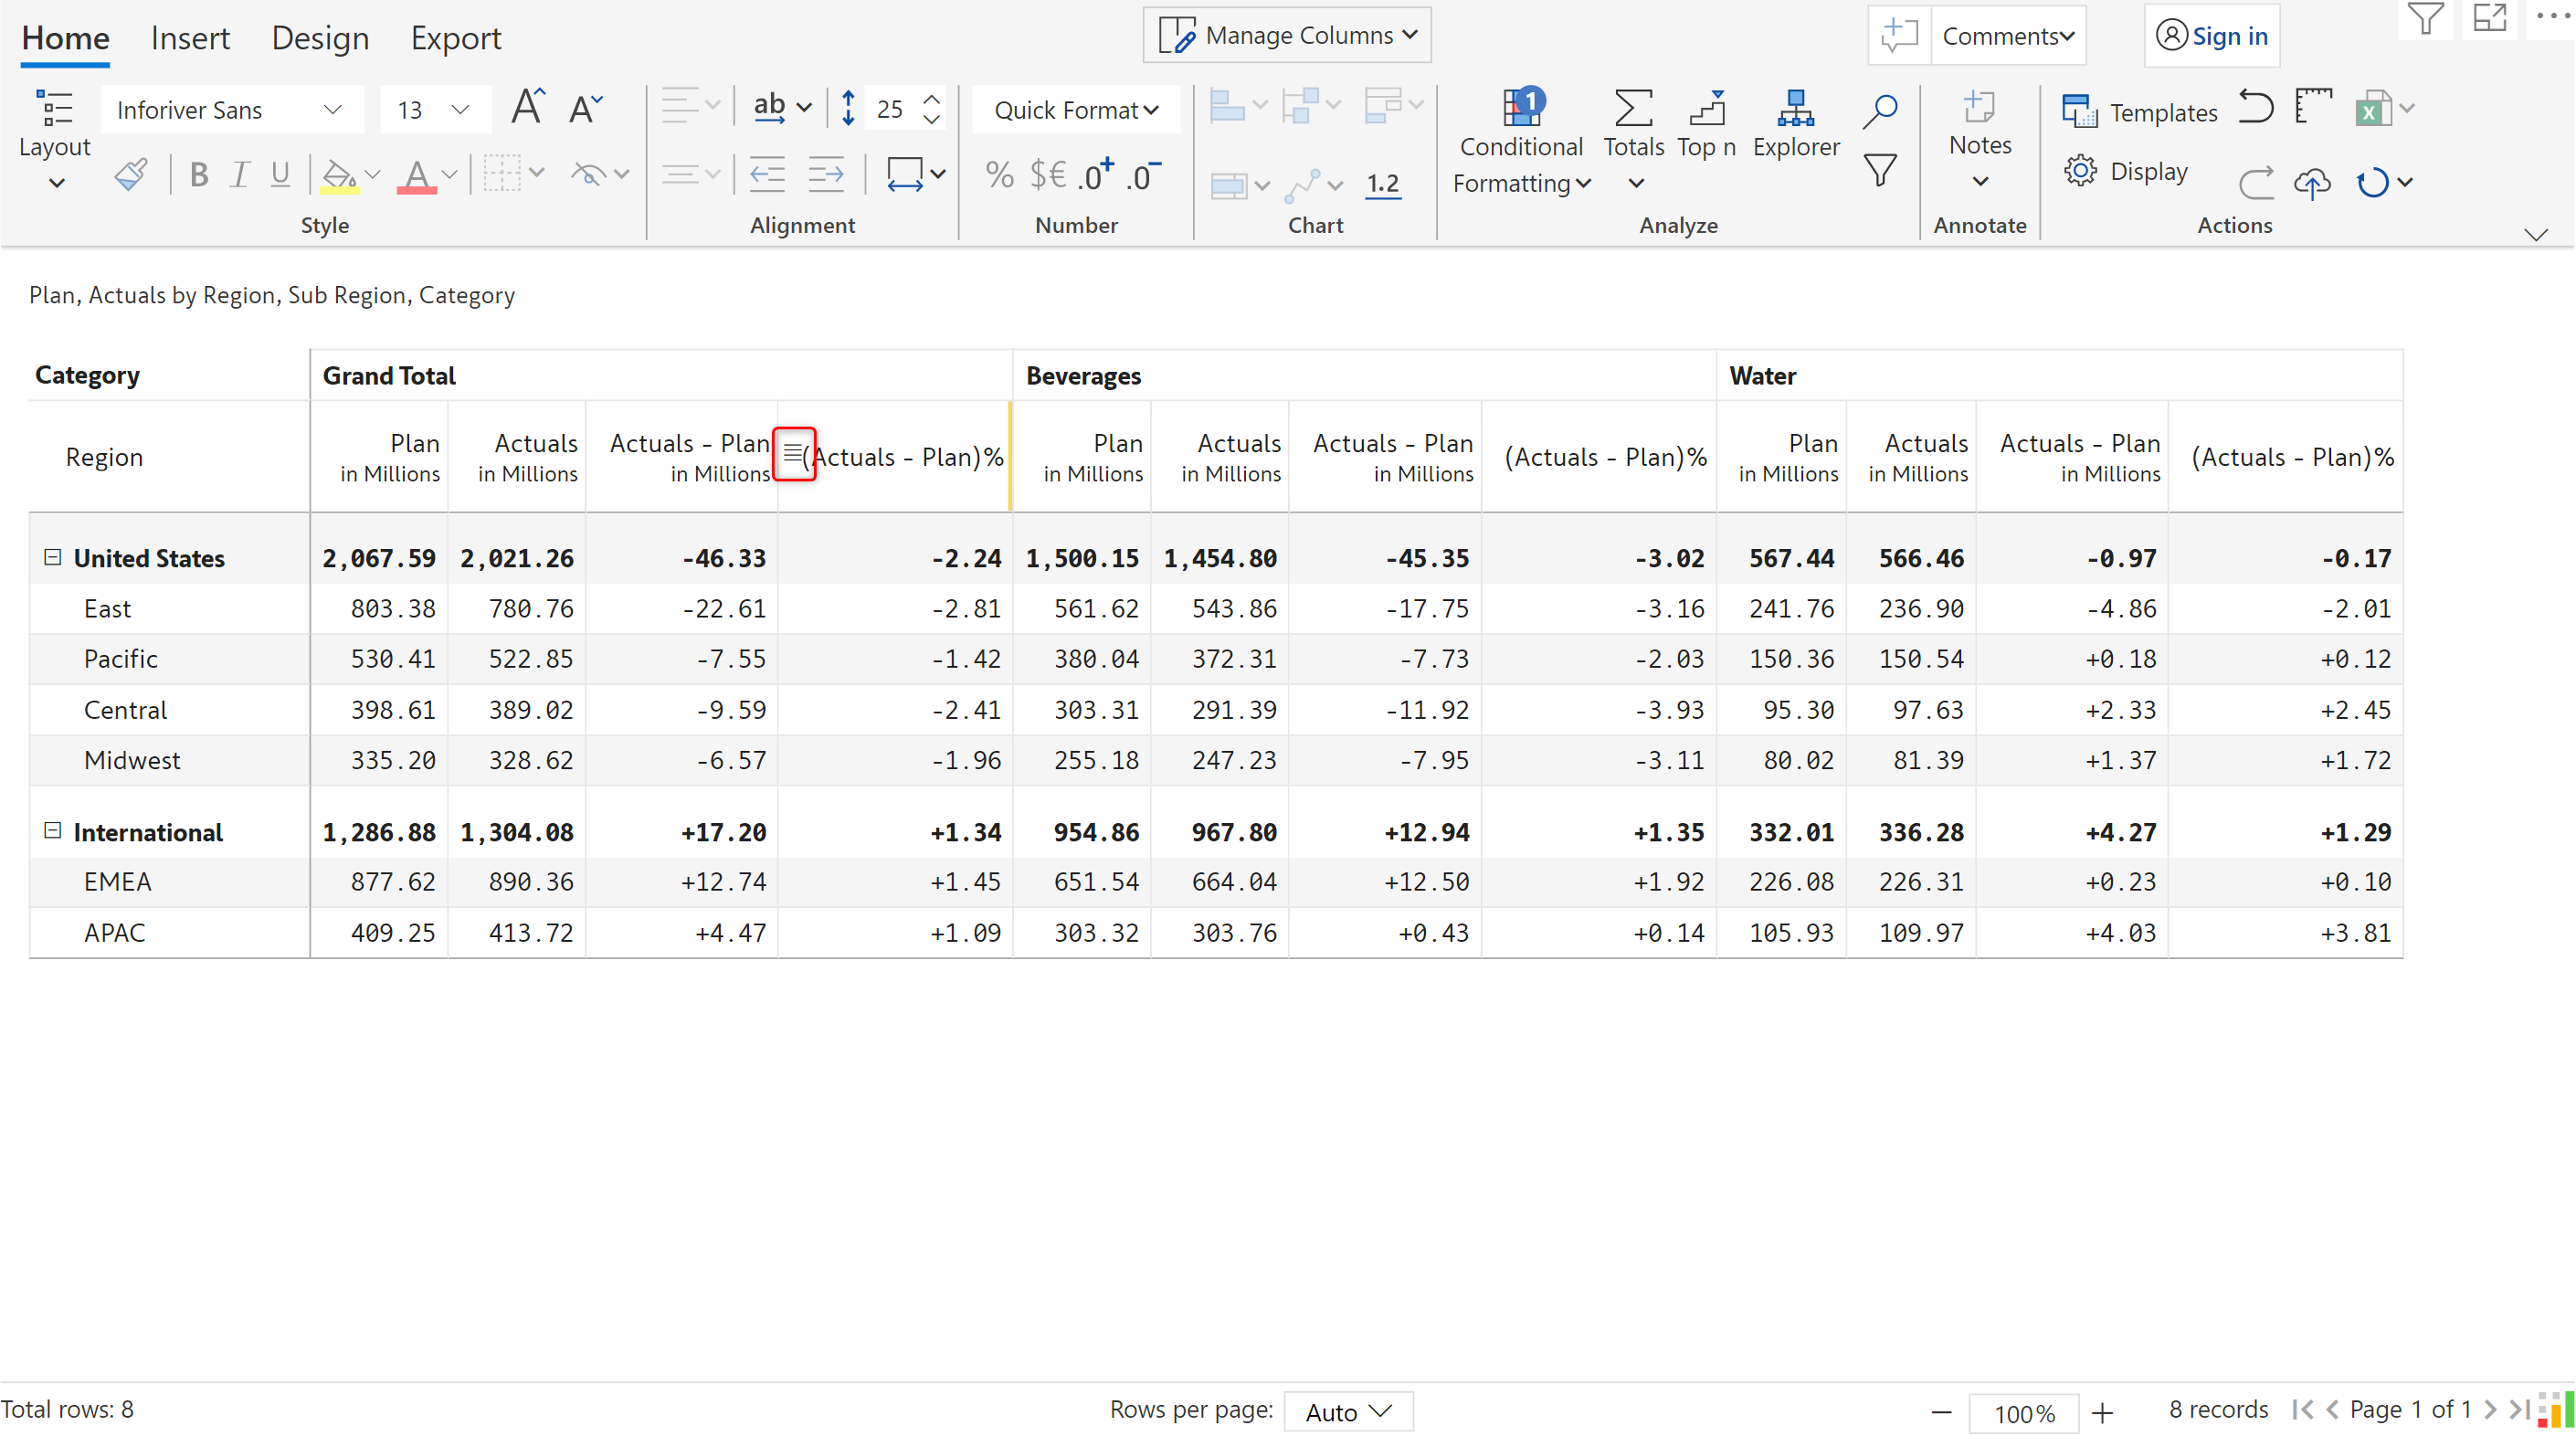 Home Insert Design Export Manage Columns Comments Sign in
Layout Inforiver Sans 13 A A ab 25 Quick Format Conditional Formatting 1 Totals Top n Explorer Notes Templates
B I U A % $€ .0+ .0- 1.2 Display
Style Alignment Number Chart Analyze Annotate Actions
Plan, Actuals by Region, Sub Region, Category
Category Grand Total Beverages Water
Region Plan in Millions Actuals in Millions Actuals - Plan in Millions (Actuals - Plan)% Plan in Millions Actuals in Millions Actuals - Plan in Millions (Actuals - Plan)% Plan in Millions Actuals in Millions Actuals - Plan in Millions (Actuals - Plan)%
United States 2,067.59 2,021.26 -46.33 -2.24 1,500.15 1,454.80 -45.35 -3.02 567.44 566.46 -0.97 -0.17
East 803.38 780.76 -22.61 -2.81 561.62 543.86 -17.75 -3.16 241.76 236.90 -4.86 -2.01
Pacific 530.41 522.85 -7.55 -1.42 380.04 372.31 -7.73 -2.03 150.36 150.54 +0.18 +0.12
Central 398.61 389.02 -9.59 -2.41 303.31 291.39 -11.92 -3.93 95.30 97.63 +2.33 +2.45
Midwest 335.20 328.62 -6.57 -1.96 255.18 247.23 -7.95 -3.11 80.02 81.39 +1.37 +1.72
International 1,286.88 1,304.08 +17.20 +1.34 954.86 967.80 +12.94 +1.35 332.01 336.28 +4.27 +1.29
EMEA 877.62 890.36 +12.74 +1.45 651.54 664.04 +12.50 +1.92 226.08 226.31 +0.23 +0.10
APAC 409.25 413.72 +4.47 +1.09 303.32 303.76 +0.43 +0.14 105.93 109.97 +4.03 +3.81
Total rows: 8 Rows per page: Auto 100% 8 records Page 1 of 1